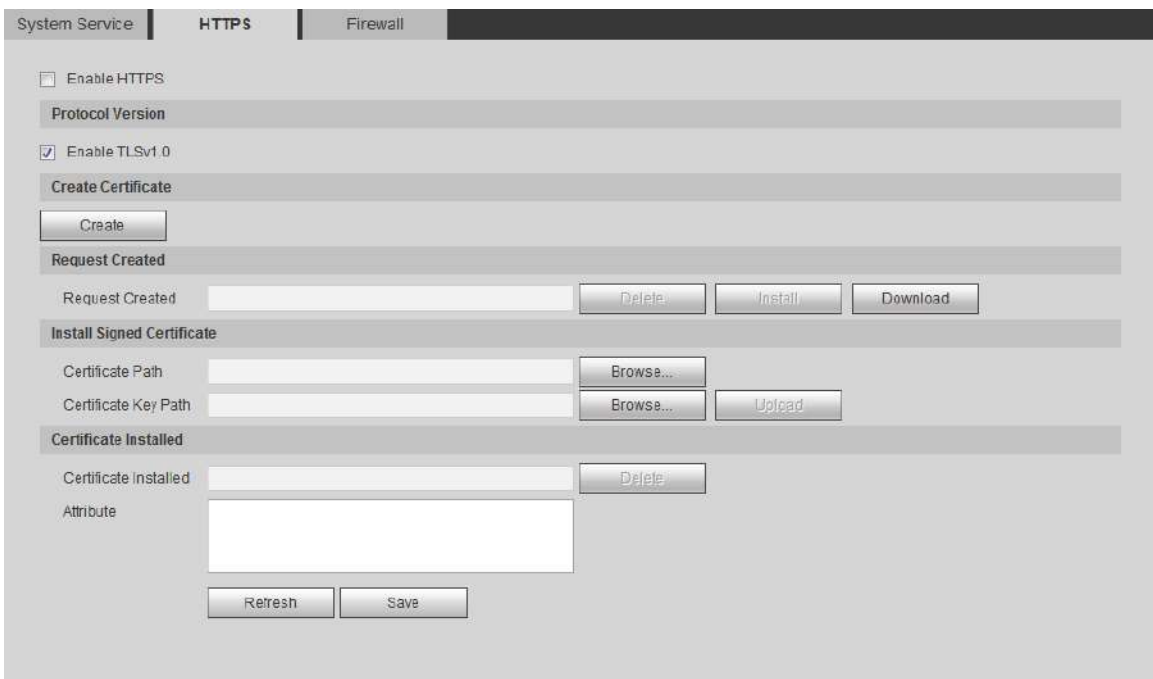 System Service HTTPS Firewall
Enable HTTPS
Protocol Version
Enable TLSv1.0
Create Certificate
Create
Request Created
Request Created Delete Install Download
Install Signed Certificate
Certificate Path Browse...
Certificate Key Path Browse... Upload
Certificate Installed
Certificate Installed Delete
Attribute
Refresh Save